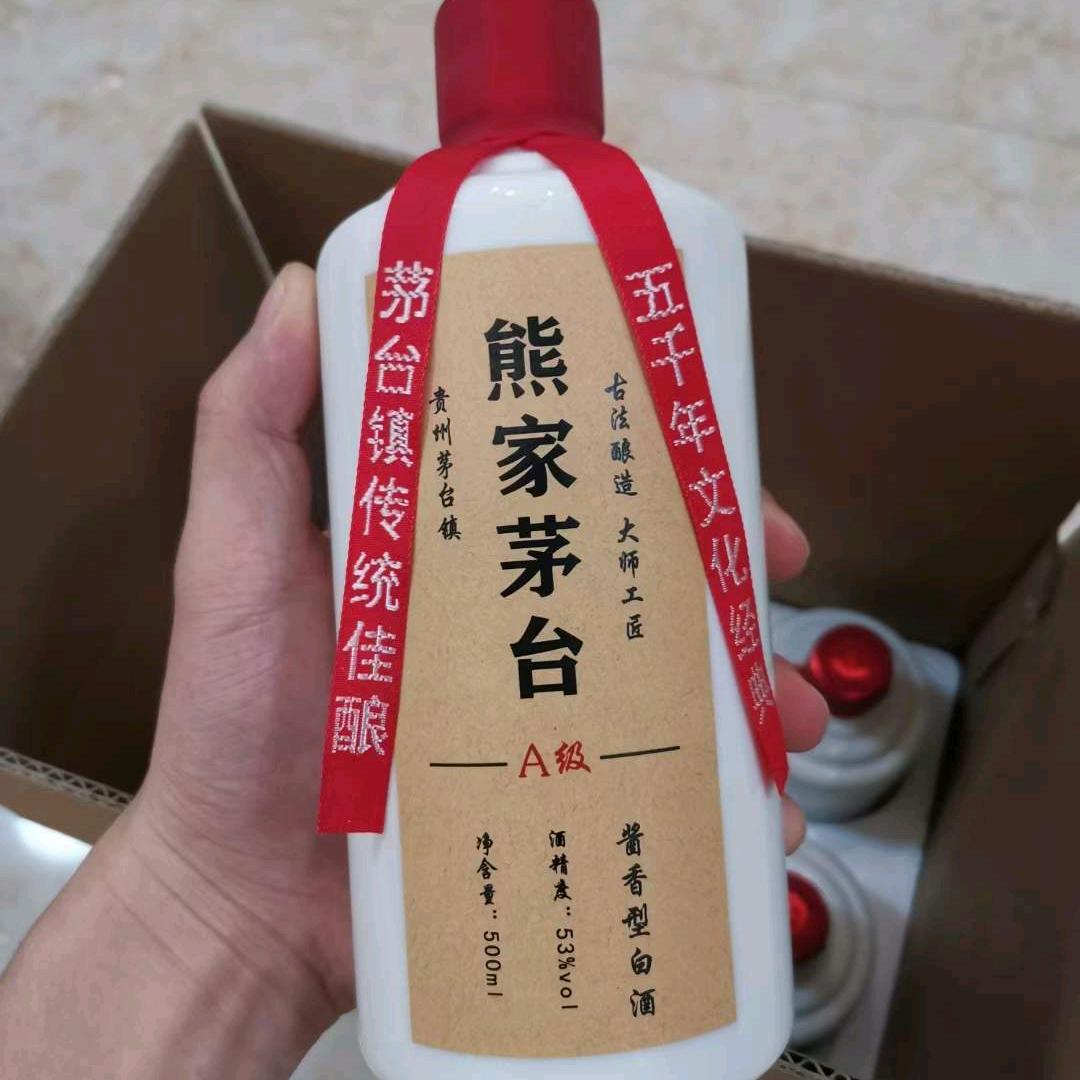 茅台镇传统佳酿
五千年文化经典
熊家茅台
贵州茅台镇
古法酿造 大师工匠
A级
酱香型白酒
酒精度：53%vol
净含量：500ml